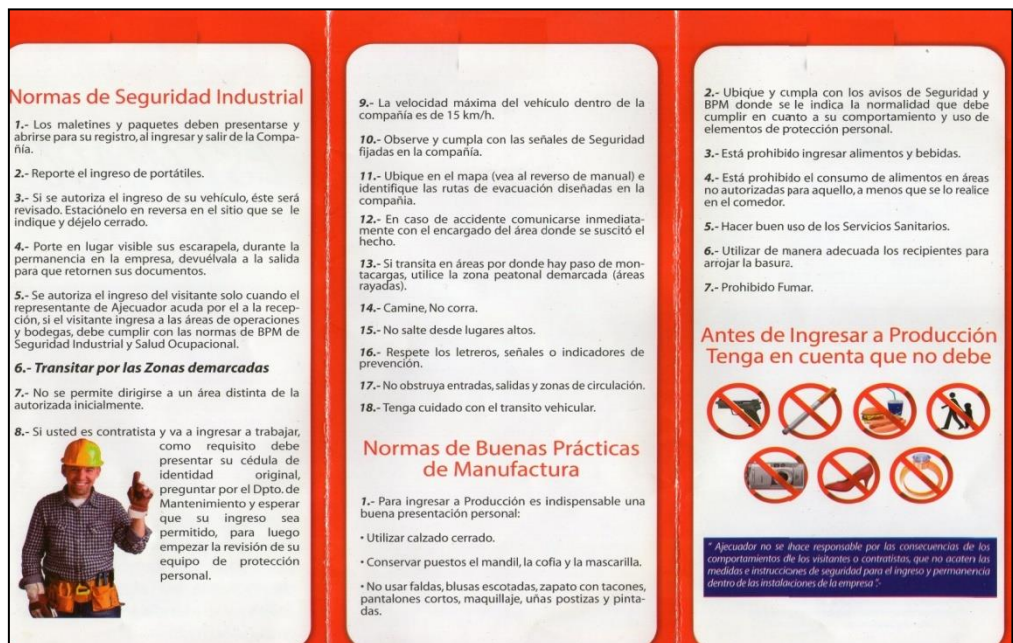 Normas de Seguridad Industrial
1.- Los maletines y paquetes deben presentarse y
abrirse para su registro, al ingresar y salir de la Compa-
ñía.
2.- Reporte el ingreso de portátiles.
3.- Si se autoriza el ingreso de su vehículo, éste será
revisado. Estaciónelo en reversa en el sitio que se le
indique y déjelo cerrado.
4.- Porte en lugar visible sus escarapela, durante la
permanencia en la empresa, devuélvala a la salida
para que retornen sus documentos.
5.- Se autoriza el ingreso del visitante solo cuando el
representante de Ajecuador acuda por el a la recep-
ción, si el visitante ingresa a las áreas de operaciones
y bodegas, debe cumplir con las normas de BPM de
Seguridad Industrial y Salud Ocupacional.
6.- Transitar por las Zonas demarcadas
7.- No se permite dirigirse a un área distinta de la
autorizada inicialmente.
8.- Si usted es contratista y va a ingresar a trabajar,
como requisito debe
presentar su cédula de
identidad original,
preguntar por el Dpto. de
Mantenimiento y esperar
que su ingreso sea
permitido, para luego
empezar la revisión de su
equipo de protección
personal.
9.- La velocidad máxima del vehículo dentro de la
compañía es de 15 km/h.
10.- Observe y cumpla con las señales de Seguridad
fijadas en la compañía.
11.- Ubique en el mapa (vea al reverso de manual) e
identifique las rutas de evacuación diseñadas en la
compañia.
12.- En caso de accidente comunicarse inmediata-
mente con el encargado del área donde se suscitó el
hecho.
13.- Si transita en áreas por donde hay paso de mon-
tacargas, utilice la zona peatonal demarcada (áreas
rayadas).
14.- Camine, No corra.
15.- No salte desde lugares altos.
16.- Respete los letreros, señales o indicadores de
prevención.
17.- No obstruya entradas, salidas y zonas de circulación.
18.- Tenga cuidado con el transito vehicular.
Normas de Buenas Prácticas
de Manufactura
1.- Para ingresar a Producción es indispensable una
buena presentación personal:
• Utilizar calzado cerrado.
• Conservar puestos el mandil, la cofia y la mascarilla.
• No usar faldas, blusas escotadas, zapato con tacones,
pantalones cortos, maquillaje, uñas postizas y pinta-
das.
2.- Ubique y cumpla con los avisos de Seguridad y
BPM donde se le indica la normalidad que debe
cumplir en cuanto a su comportamiento y uso de
elementos de protección personal.
3.- Está prohibido ingresar alimentos y bebidas.
4.- Está prohibido el consumo de alimentos en áreas
no autorizadas para aquello, a menos que se lo realice
en el comedor.
5.- Hacer buen uso de los Servicios Sanitarios.
6.- Utilizar de manera adecuada los recipientes para
arrojar la basura.
7.- Prohibido Fumar.
Antes de Ingresar a Producción
Tenga en cuenta que no debe
" Ajecuador no se hace responsable por las consecuencias de los
comportamientos de los visitantes o contratistas, que no acaten las
medidas e instrucciones de seguridad para el ingreso y permanencia
dentro de las instalaciones de la empresa ".-